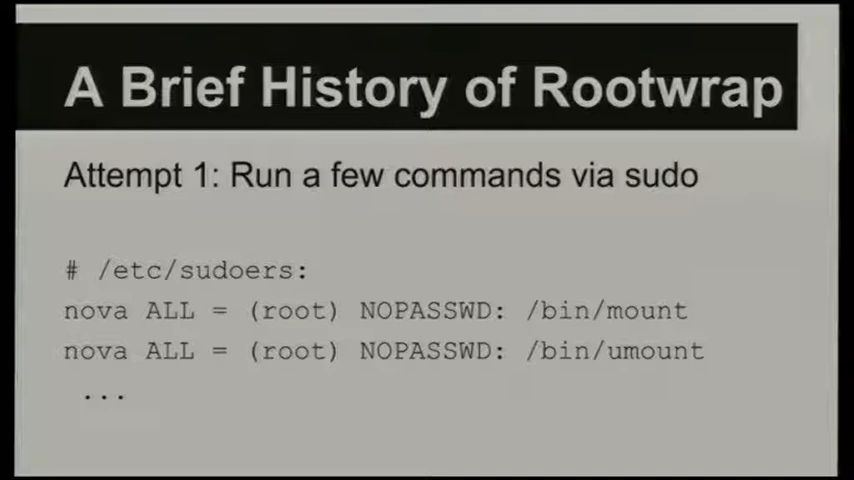 A Brief History of Rootwrap
Attempt 1: Run a few commands via sudo
# /etc/sudoers:
nova ALL = (root) NOPASSWD: /bin/mount
nova ALL = (root) NOPASSWD: /bin/umount
...